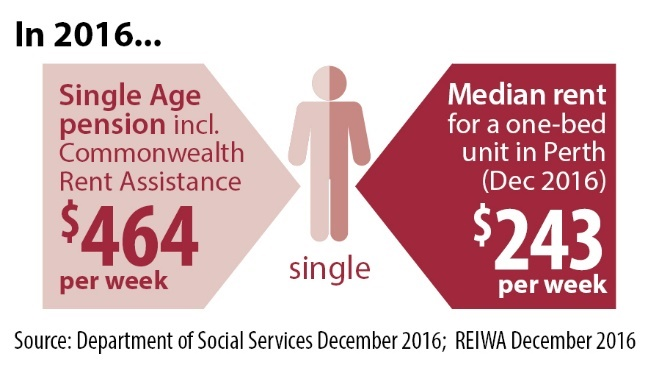 In 2016...
Single Age
pension incl.
Commonwealth
Rent Assistance
$464
per week
single
Median rent
for a one-bed
unit in Perth
(Dec 2016)
$243
per week
Source: Department of Social Services December 2016;  REIWA December 2016